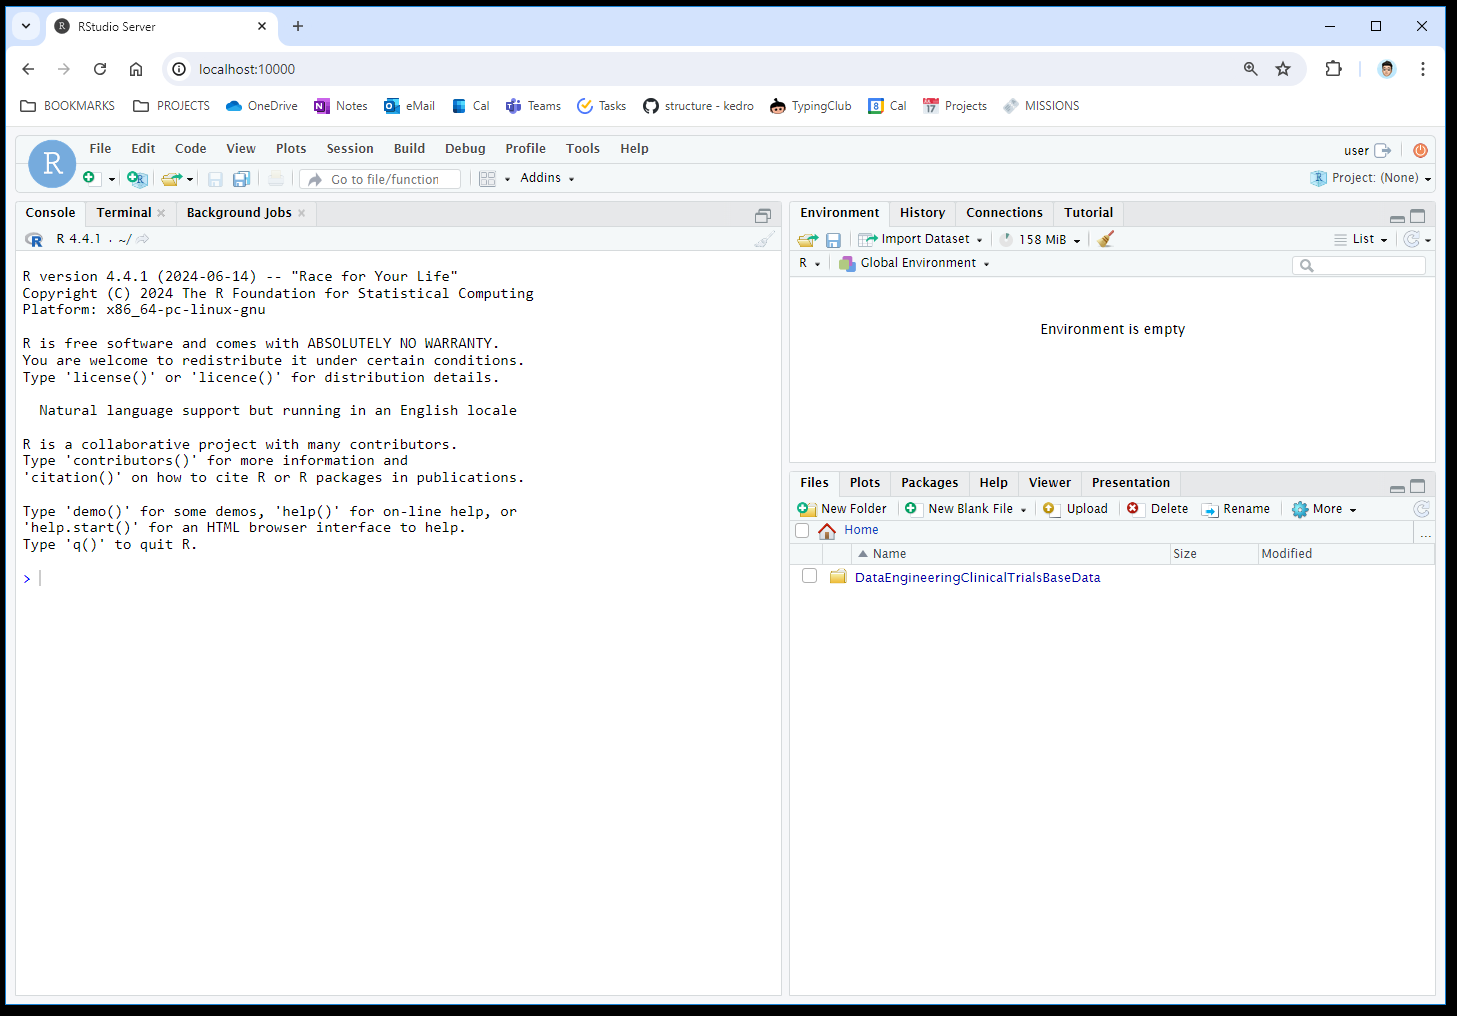 RStudio Server
localhost:10000
BOOKMARKS PROJECTS OneDrive Notes eMail Cal Teams Tasks structure - kedro TypingClub Cal Projects MISSIONS
File Edit Code View Plots Session Build Debug Profile Tools Help
user
Go to file/function Addins
Project: (None)
Console Terminal Background Jobs
R 4.4.1 · ~/
R version 4.4.1 (2024-06-14) -- "Race for Your Life"
Copyright (C) 2024 The R Foundation for Statistical Computing
Platform: x86_64-pc-linux-gnu
R is free software and comes with ABSOLUTELY NO WARRANTY.
You are welcome to redistribute it under certain conditions.
Type 'license()' or 'licence()' for distribution details.
Natural language support but running in an English locale
R is a collaborative project with many contributors.
Type 'contributors()' for more information and
'citation()' on how to cite R or R packages in publications.
Type 'demo()' for some demos, 'help()' for on-line help, or
'help.start()' for an HTML browser interface to help.
Type 'q()' to quit R.
>
Environment History Connections Tutorial
Import Dataset 158 MiB List
R Global Environment
Environment is empty
Files Plots Packages Help Viewer Presentation
New Folder New Blank File Upload Delete Rename More
Home ...
Name Size Modified
DataEngineeringClinicalTrialsBaseData